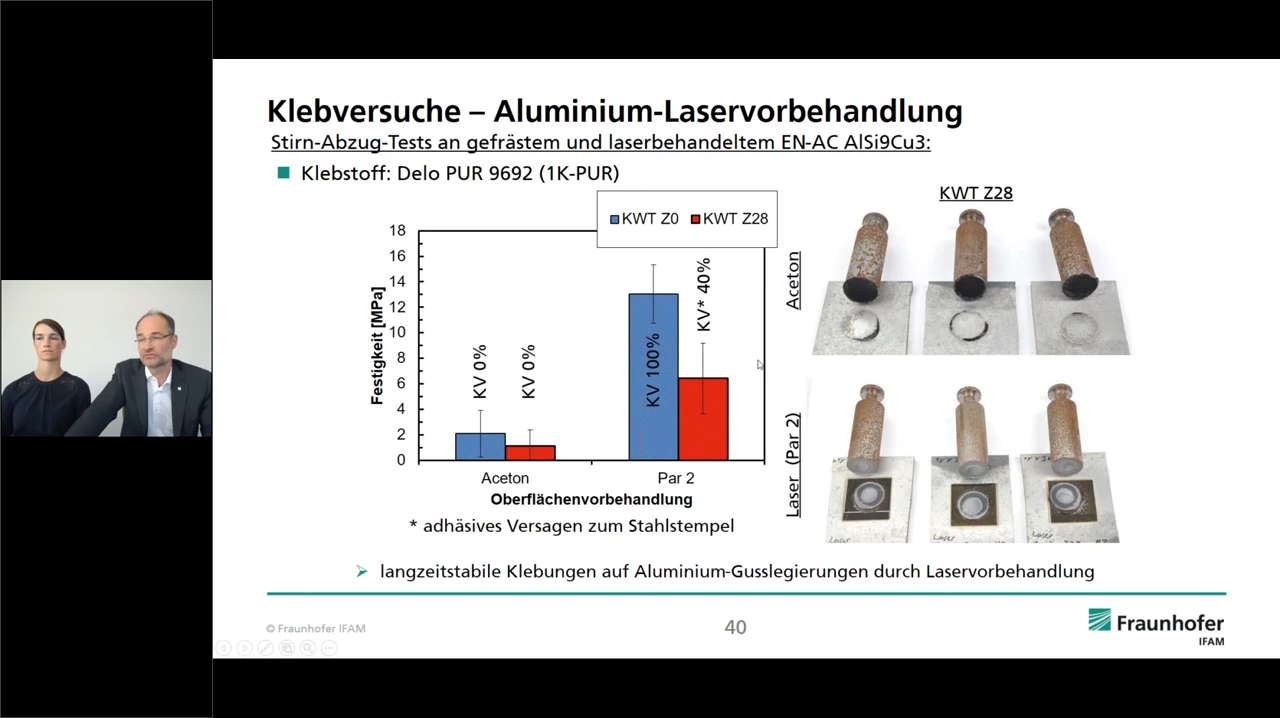 Klebversuche – Aluminium-Laservorbehandlung
Stirn-Abzug-Tests an gefrästem und laserbehandeltem EN-AC AlSi9Cu3:
Klebstoff: Delo PUR 9692 (1K-PUR)
KWT Z0 KWT Z28
18
16
14
12
10
8
6
4
2
0
Festigkeit [MPa]
KV 0%
KV 0%
KV 100%
KV* 40%
Aceton Par 2
Oberflächenvorbehandlung
* adhäsives Versagen zum Stahlstempel
KWT Z28
Aceton
Laser (Par 2)
Laser
Laser
Laser
langzeitstabile Klebungen auf Aluminium-Gusslegierungen durch Laservorbehandlung
© Fraunhofer IFAM
40
Fraunhofer
IFAM